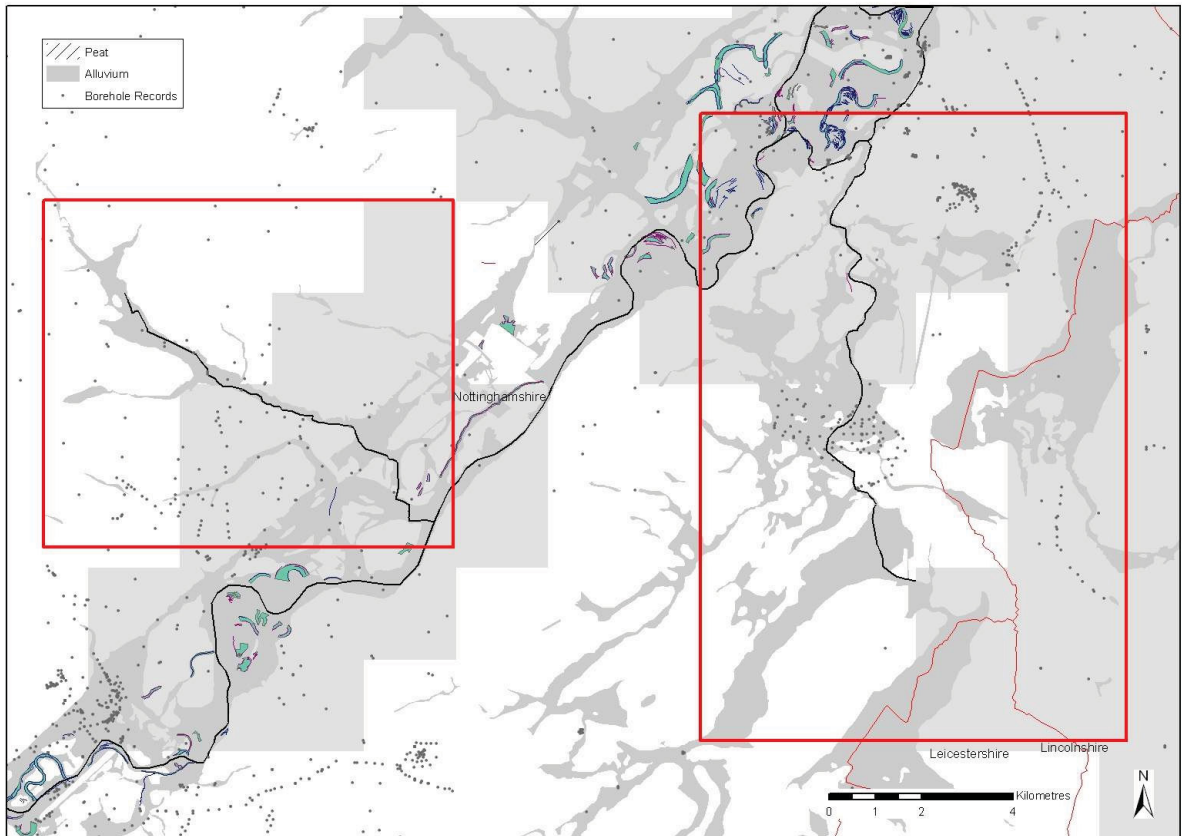 Peat
Alluvium
Borehole Records
Nottinghamshire
Leicestershire
Lincolnshire
N
Kilometres
0 1 2 4